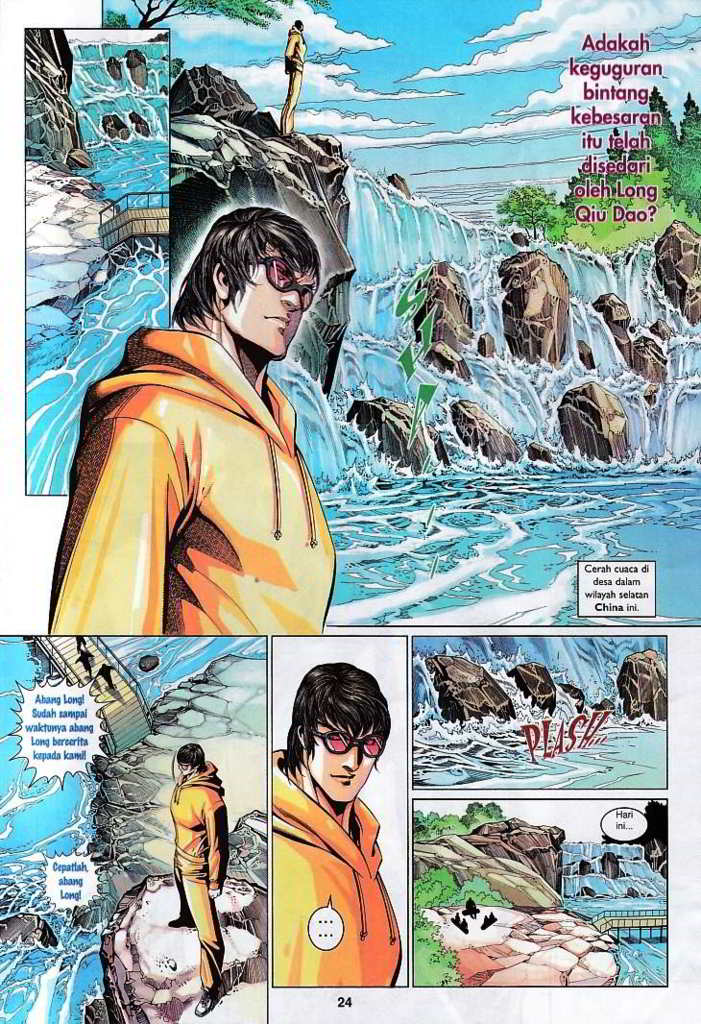 Adakah
keguguran
bintang
kebesaran
itu telah
disedari
oleh Long
Qiu Dao?
Cerah cuaca di
desa dalam
wilayah selatan
China ini.
Abang Long!
Sudah sampai
waktunya abang
Long bercerita
kepada kami!
Cepatlah,
abang
Long!
...
...
PLASH!!!
Hari
ini...
24